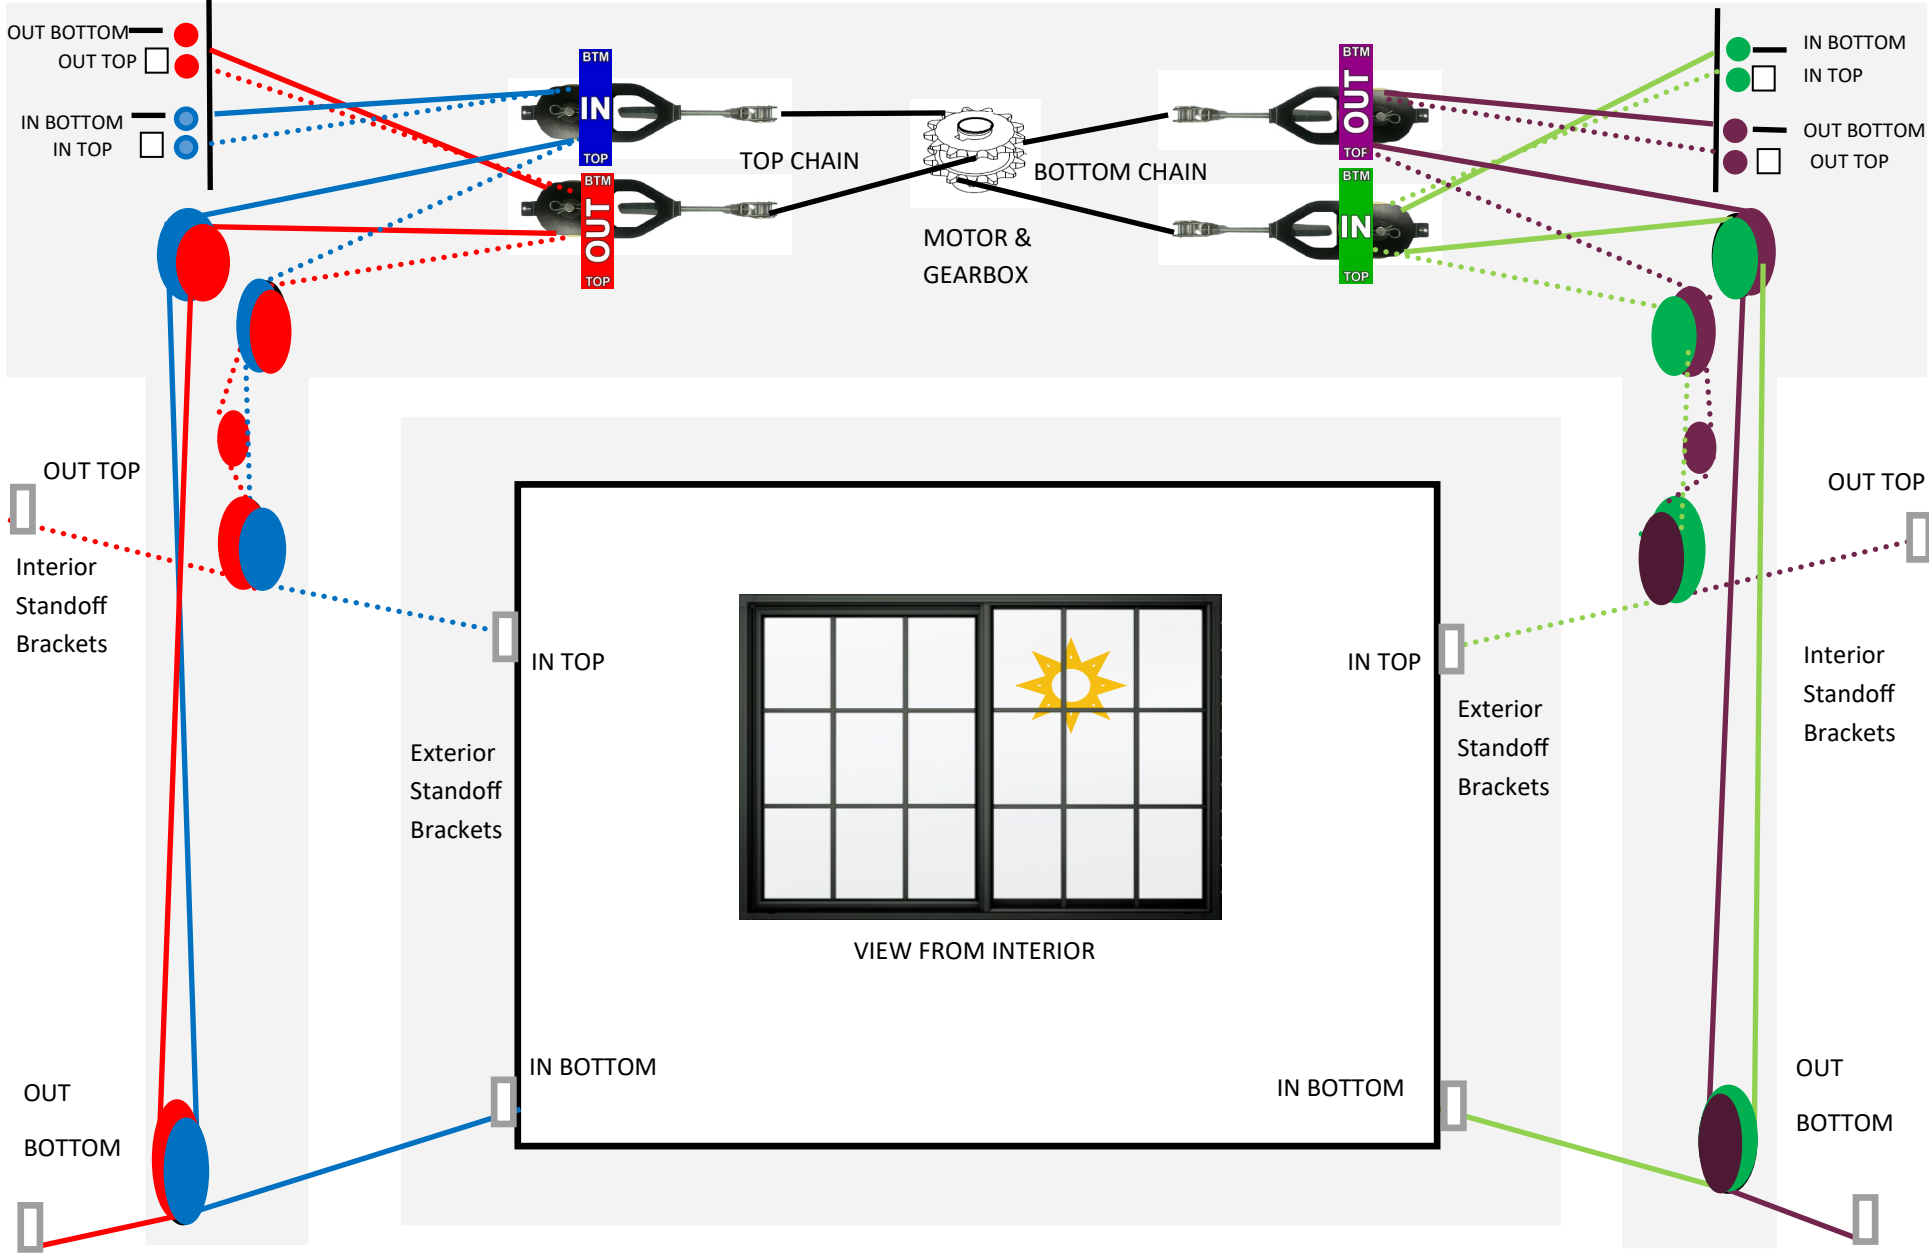 OUT BOTTOM
OUT TOP
IN BOTTOM
IN TOP
BTM
IN
TOP
BTM
OUT
TOP
TOP CHAIN
BOTTOM CHAIN
MOTOR &
GEARBOX
BTM
OUT
TOP
BTM
IN
TOP
IN BOTTOM
IN TOP
OUT BOTTOM
OUT TOP
OUT TOP
Interior
Standoff
Brackets
OUT TOP
Interior
Standoff
Brackets
IN TOP
IN TOP
Exterior
Standoff
Brackets
Exterior
Standoff
Brackets
VIEW FROM INTERIOR
IN BOTTOM
IN BOTTOM
OUT
BOTTOM
OUT
BOTTOM